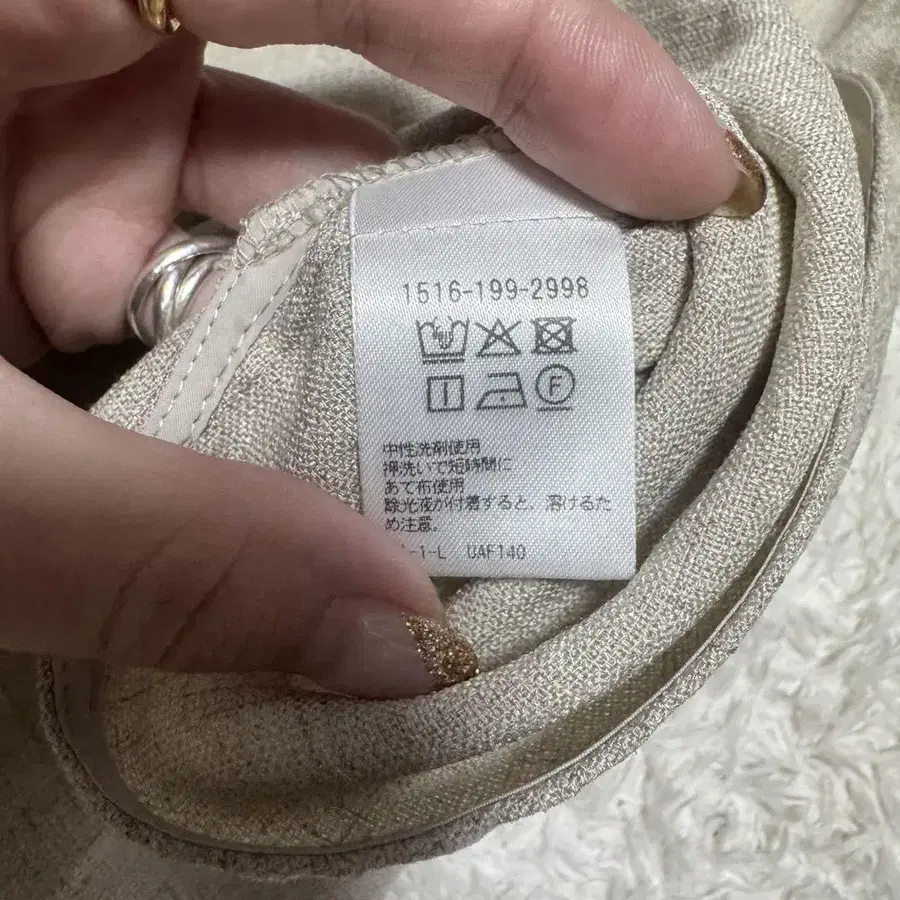 1516-199-2998
F
中性洗剤使用
押洗いで短時間に
あて布使用
除光液が付着すると、溶けるた
め注意。
-1-L UAF140